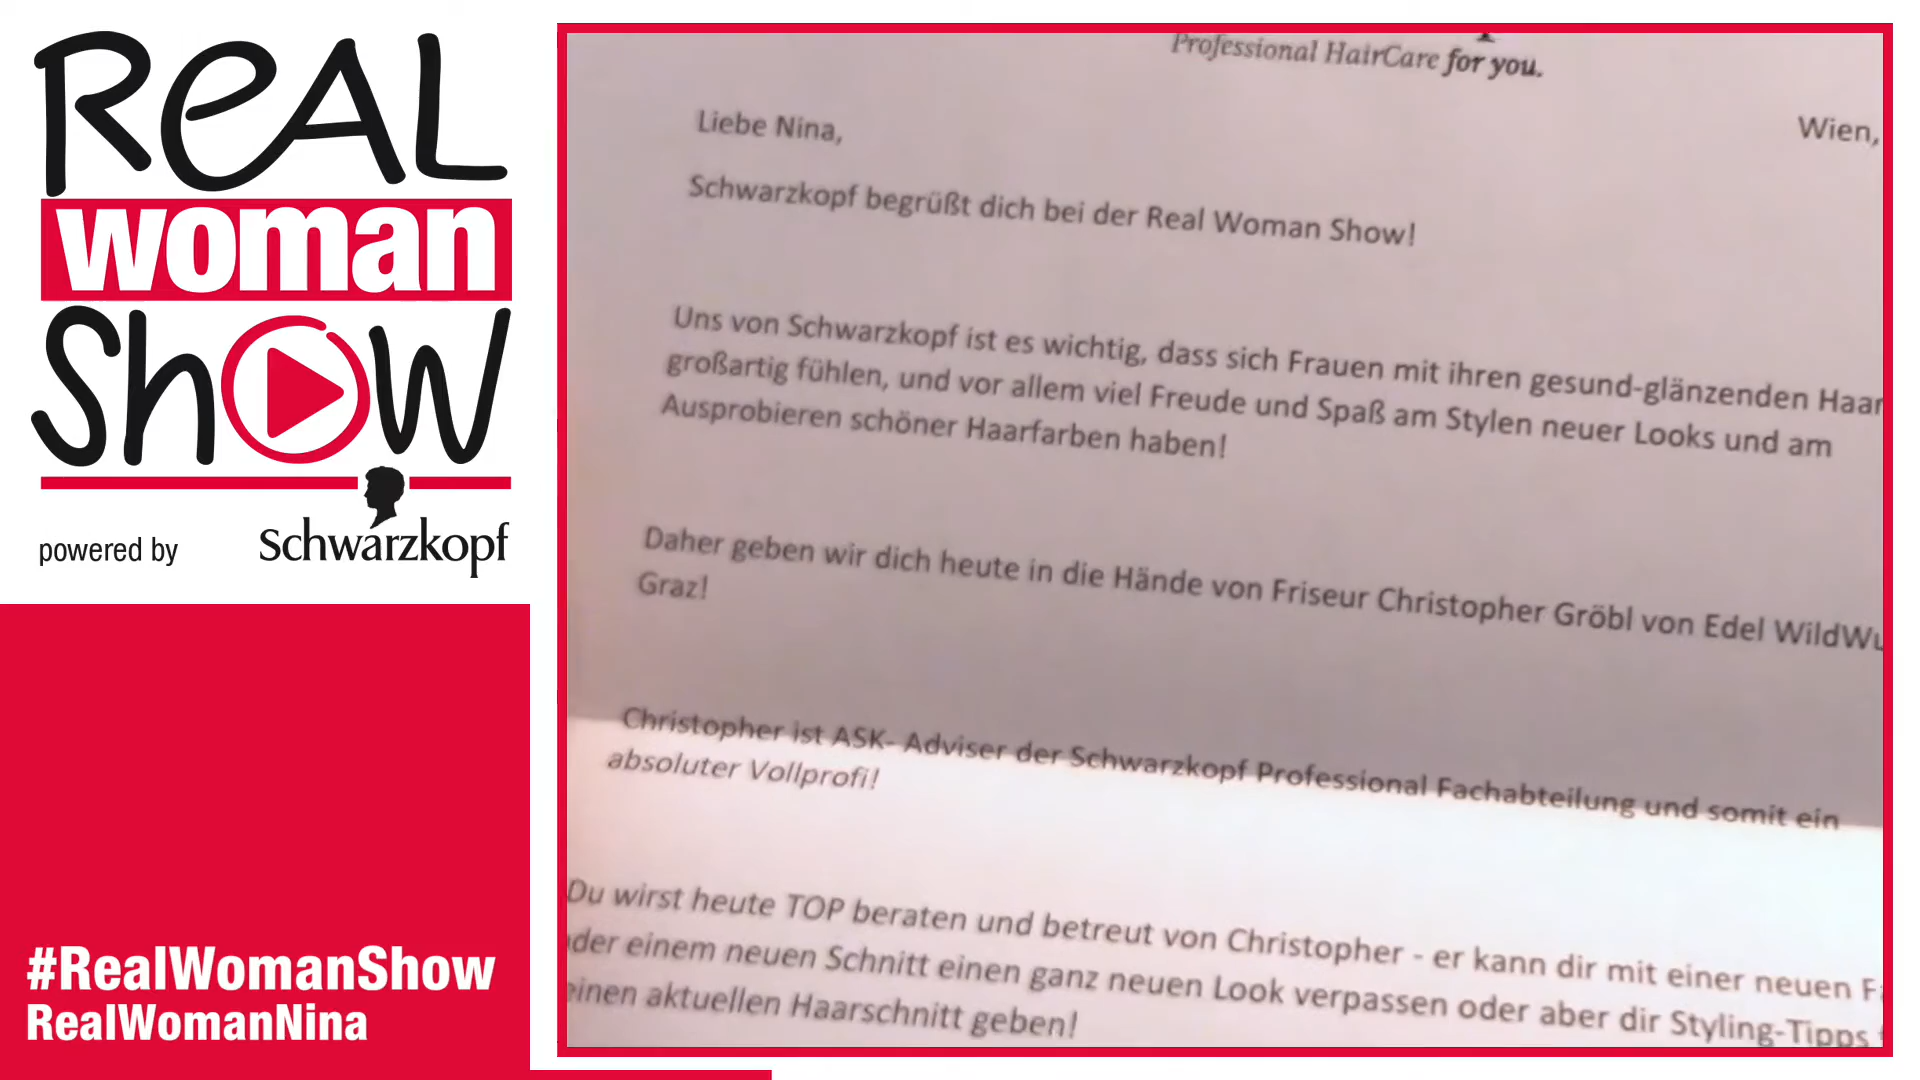 Real
woman
Show
powered by
Schwarzkopf
#RealWomanShow
RealWomanNina
Professional HairCare for you.
Liebe Nina,
Wien,
Schwarzkopf begrüßt dich bei der Real Woman Show!
Uns von Schwarzkopf ist es wichtig, dass sich Frauen mit ihren gesund-glänzenden Haar
großartig fühlen, und vor allem viel Freude und Spaß am Stylen neuer Looks und am
Ausprobieren schöner Haarfarben haben!
Daher geben wir dich heute in die Hände von Friseur Christopher Gröbl von Edel
Graz!
Christopher ist ASK- Adviser der Schwarzkopf Professional Fachabteilung und somit ein
absoluter Vollprofi!
Du wirst heute TOP beraten und betreut von Christopher - er kann dir mit einer neuen
einem neuen Schnitt einen ganz neuen Look verpassen oder aber dir Styling-Tipps
einen aktuellen Haarschnitt geben!